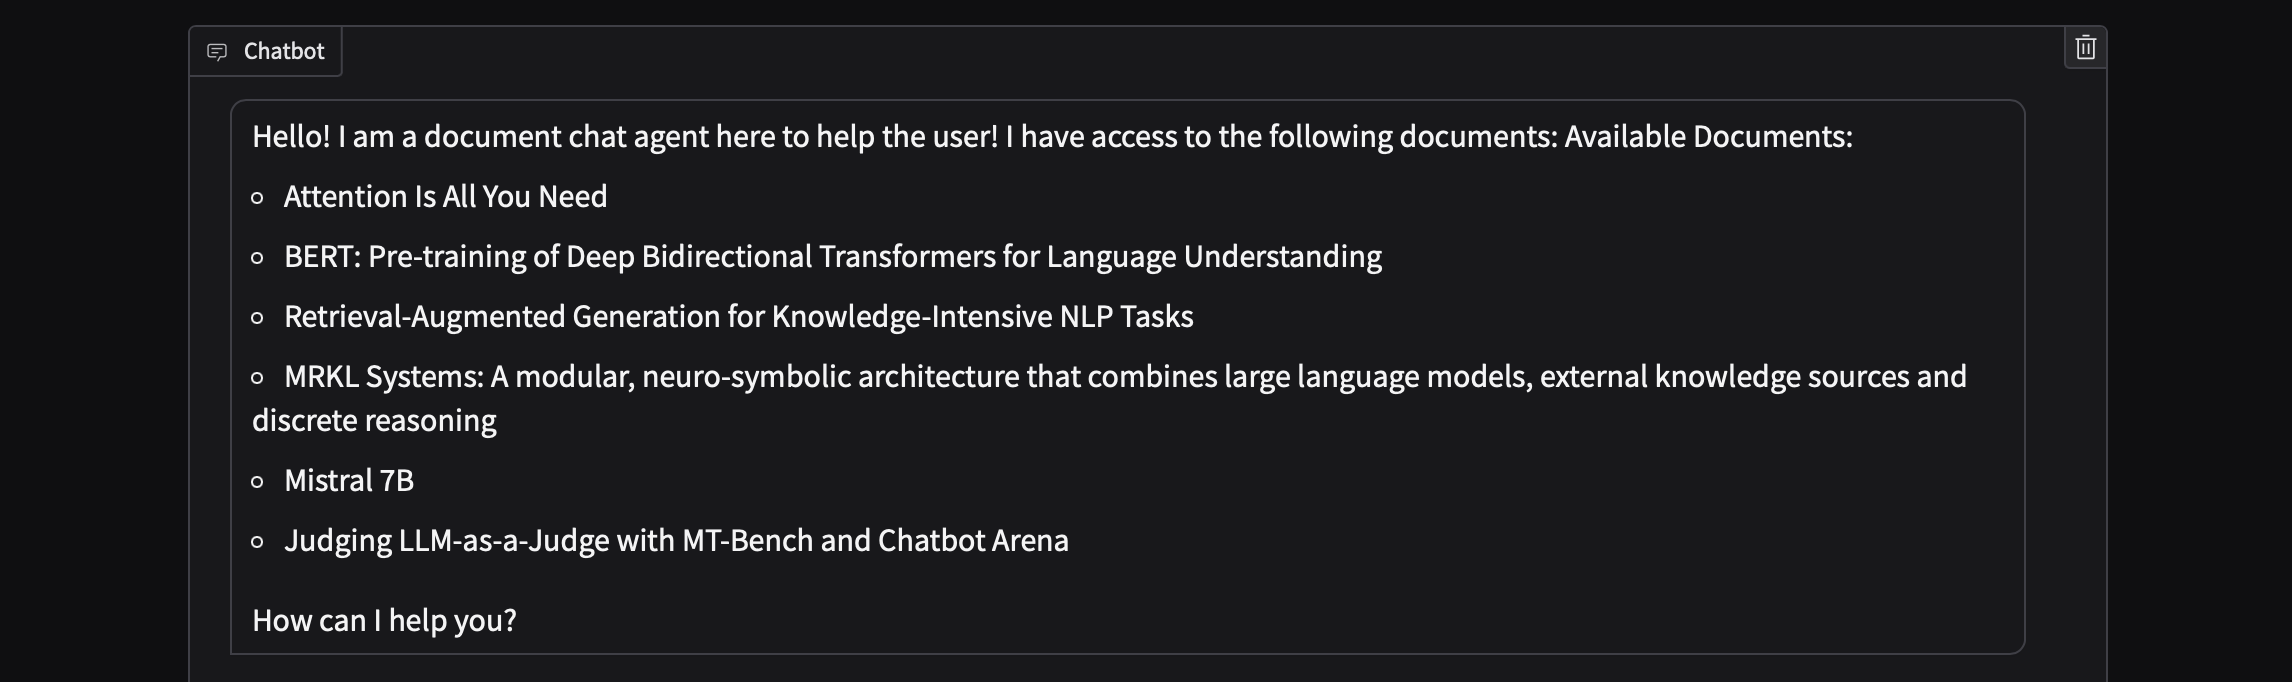 Chatbot
Hello! I am a document chat agent here to help the user! I have access to the following documents: Available Documents:
Attention Is All You Need
BERT: Pre-training of Deep Bidirectional Transformers for Language Understanding
Retrieval-Augmented Generation for Knowledge-Intensive NLP Tasks
MRKL Systems: A modular, neuro-symbolic architecture that combines large language models, external knowledge sources and
discrete reasoning
Mistral 7B
Judging LLM-as-a-Judge with MT-Bench and Chatbot Arena
How can I help you?